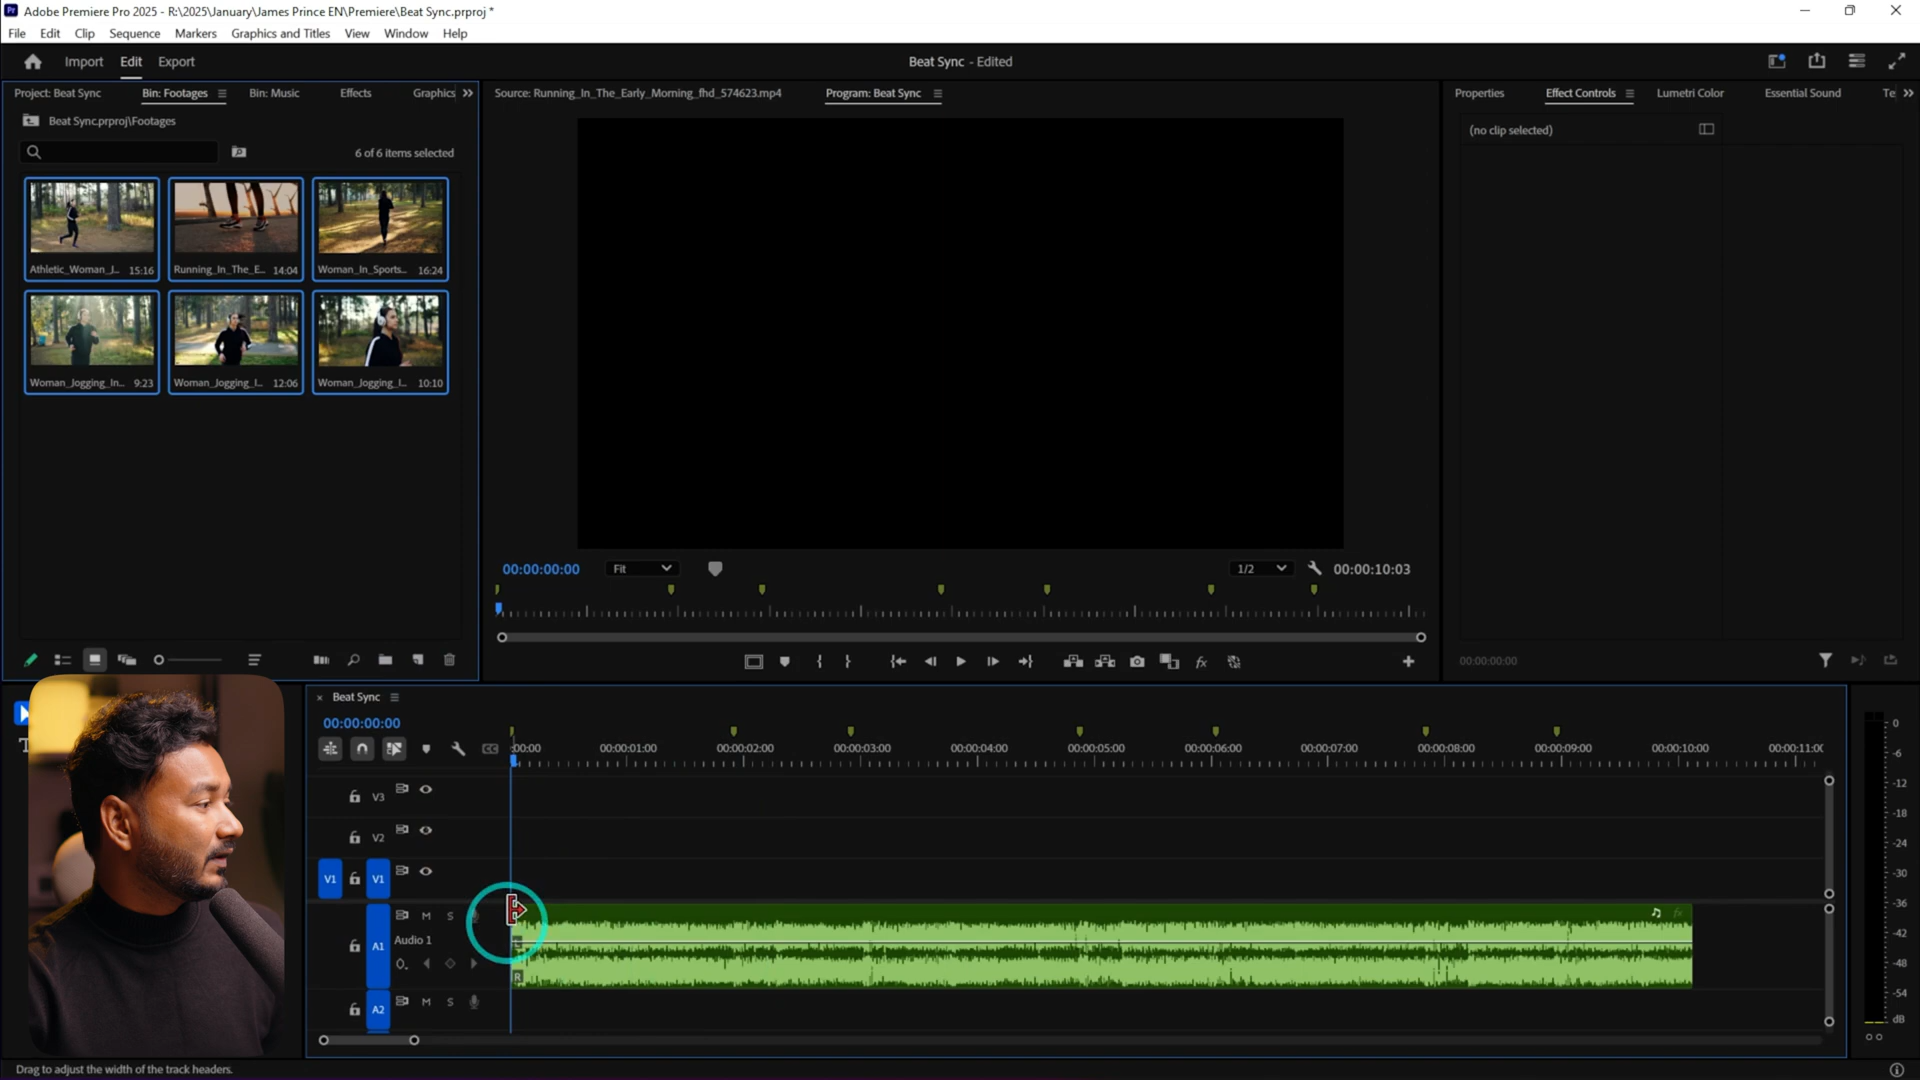 Adobe Premiere Pro 2025 - R:\2025\January\James Prince EN\Premiere\Beat Sync.prproj *
File Edit Clip Sequence Markers Graphics and Titles View Window Help
Import Edit Export
Beat Sync - Edited
Project: Beat Sync Bin: Footages Bin: Music Effects Graphics
Source: Running_In_The_Early_Morning_fhd_574623.mp4 Program: Beat Sync
Properties Effect Controls Lumetri Color Essential Sound Te
Beat Sync.prproj\Footages
(no clip selected)
6 of 6 items selected
Athletic_Woman_J... 15:16
Running_In_The_E... 14:04
Woman_In_Sports... 16:24
Woman_Jogging_In... 9:23
Woman_Jogging_I... 12:06
Woman_Jogging_I... 10:10
00:00:00:00 Fit 1/2 00:00:10:03
fx
00:00:00:00
Beat Sync
00:00:00:00
:00:00 00:00:01:00 00:00:02:00 00:00:03:00 00:00:04:00 00:00:05:00 00:00:06:00 00:00:07:00 00:00:08:00 00:00:09:00 00:00:10:00 00:00:11:0
V3
V2
V1 V1
A1 M S
Audio 1
fx
R
A2 M S
0
-6
-12
-18
-24
-30
-36
-42
-48
-54
dB
Drag to adjust the width of the track headers.